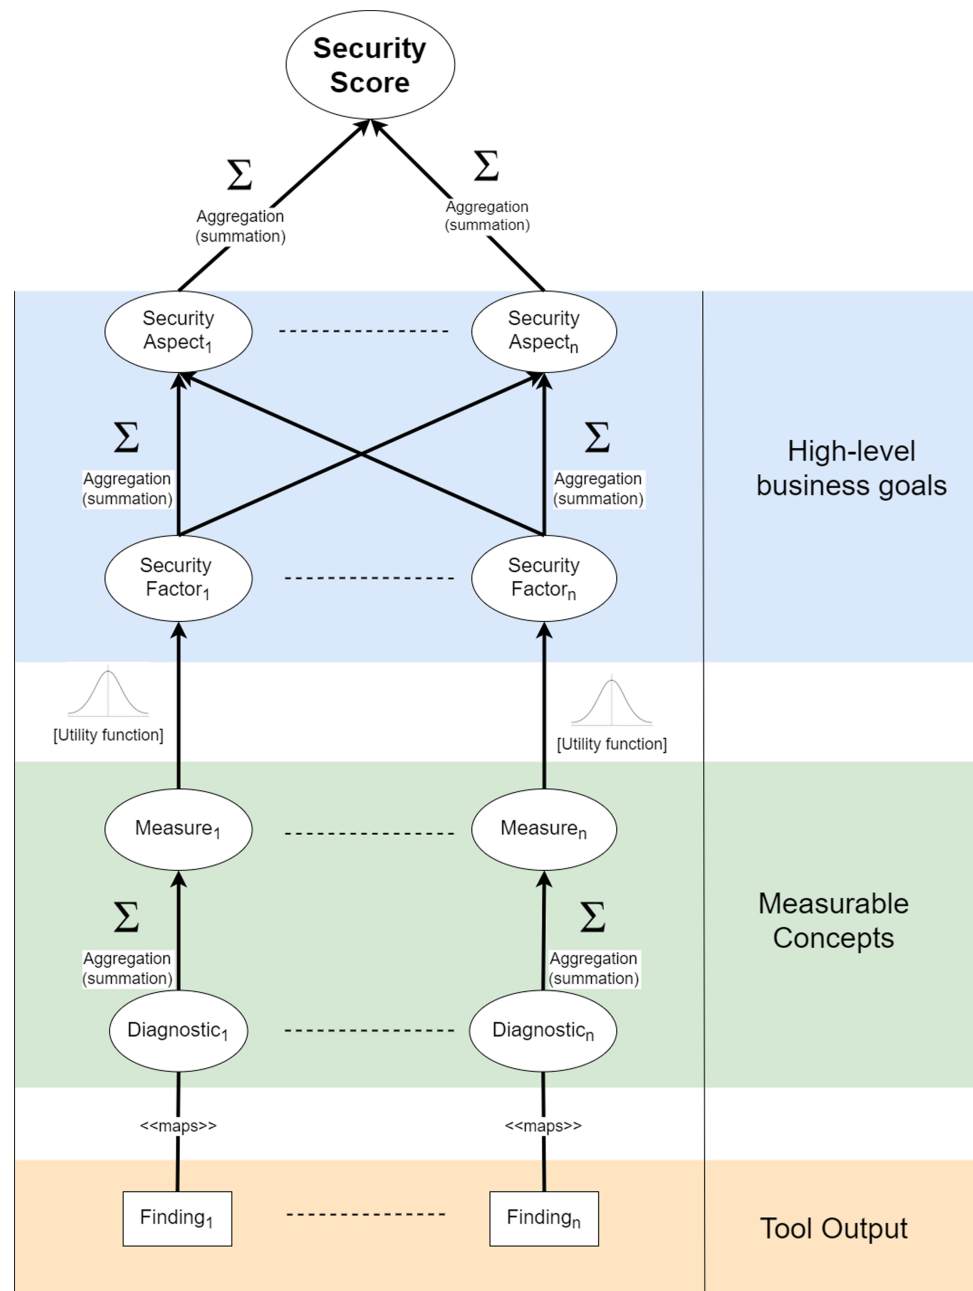 Security
Score
Σ
Aggregation
(summation)
Σ
Aggregation
(summation)
Security
Aspect₁
Security
Aspectₙ
Σ
Aggregation
(summation)
Σ
Aggregation
(summation)
High-level
business goals
Security
Factor₁
Security
Factorₙ
[Utility function]
[Utility function]
Measure₁
Measureₙ
Σ
Aggregation
(summation)
Σ
Aggregation
(summation)
Measurable
Concepts
Diagnostic₁
Diagnosticₙ
<<maps>>
<<maps>>
Finding₁
Findingₙ
Tool Output